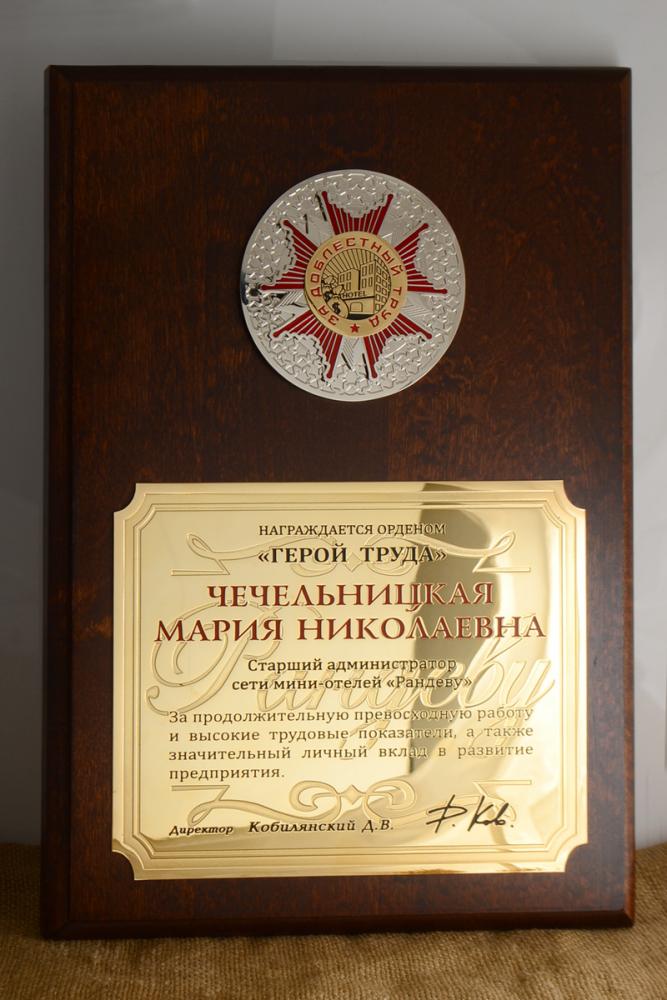 ЗА ДОБЛЕСТНЫЙ ТРУД
HOTEL
НАГРАЖДАЕТСЯ ОРДЕНОМ
«ГЕРОЙ ТРУДА»
ЧЕЧЕЛЬНИЦКАЯ
МАРИЯ НИКОЛАЕВНА
Рандеву
Старший администратор
сети мини-отелей «Рандеву»
За продолжительную превосходную работу
и высокие трудовые показатели, а также
значительный личный вклад в развитие
предприятия.
Директор Кобилянский Д.В.